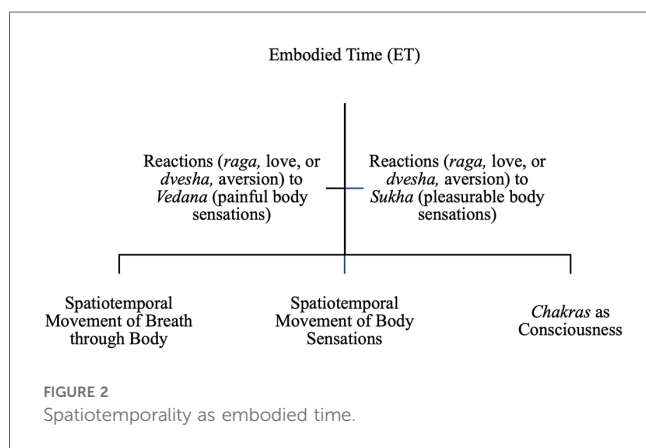 Embodied Time (ET)
Reactions (raga, love, or
dvesha, aversion) to
Vedana (painful body
sensations)
Reactions (raga, love, or
dvesha, aversion) to
Sukha (pleasurable body
sensations)
Spatiotemporal
Movement of Breath
through Body
Spatiotemporal
Movement of Body
Sensations
Chakras as
Consciousness
FIGURE 2
Spatiotemporality as embodied time.